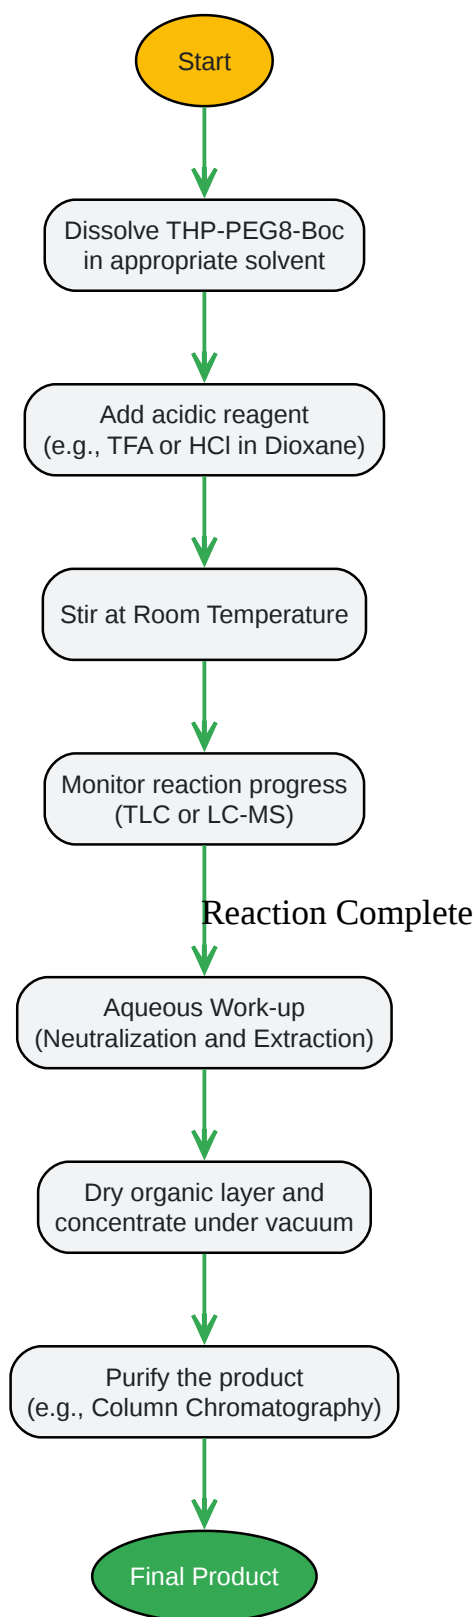 Start
Dissolve THP-PEG8-Boc
in appropriate solvent
Add acidic reagent
(e.g., TFA or HCl in Dioxane)
Stir at Room Temperature
Monitor reaction progress
(TLC or LC-MS)
Reaction Complete
Aqueous Work-up
(Neutralization and Extraction)
Dry organic layer and
concentrate under vacuum
Purify the product
(e.g., Column Chromatography)
Final Product